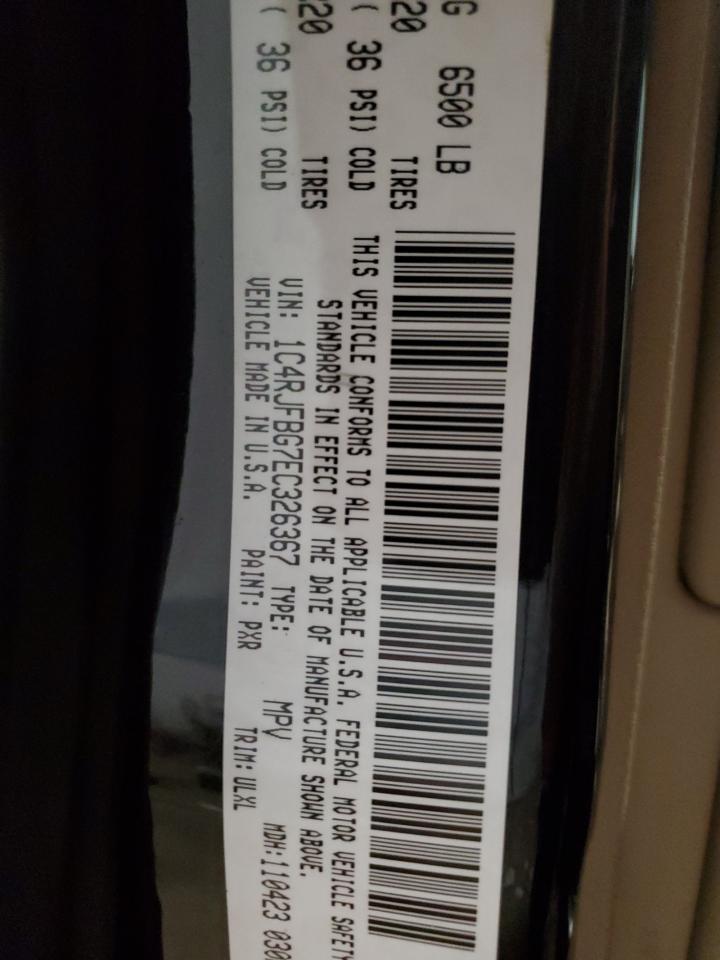 G 6500 LB
20 TIRES
( 36 PSI) COLD
20 TIRES
( 36 PSI) COLD
THIS VEHICLE CONFORMS TO ALL APPLICABLE U.S.A. FEDERAL MOTOR VEHICLE SAFETY
STANDARDS IN EFFECT ON THE DATE OF MANUFACTURE SHOWN ABOVE.
VIN: 1C4RJFBG7EC326367 TYPE: MPV MDH:110423 030
VEHICLE MADE IN U.S.A. PAINT: PXR TRIM: ULXL